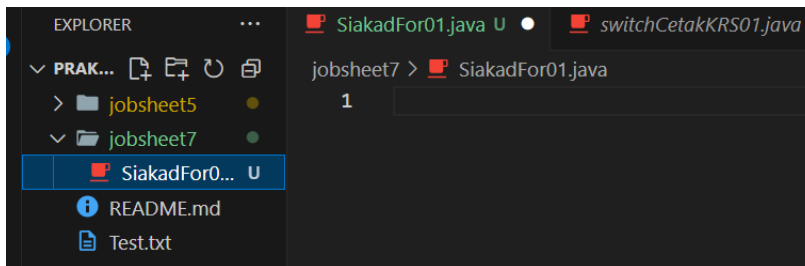 EXPLORER ...
SiakadFor01.java U ● switchCetakKRS01.java
PRAK...
jobsheet7 > SiakadFor01.java
jobsheet5
1
jobsheet7
SiakadFor0... U
README.md
Test.txt